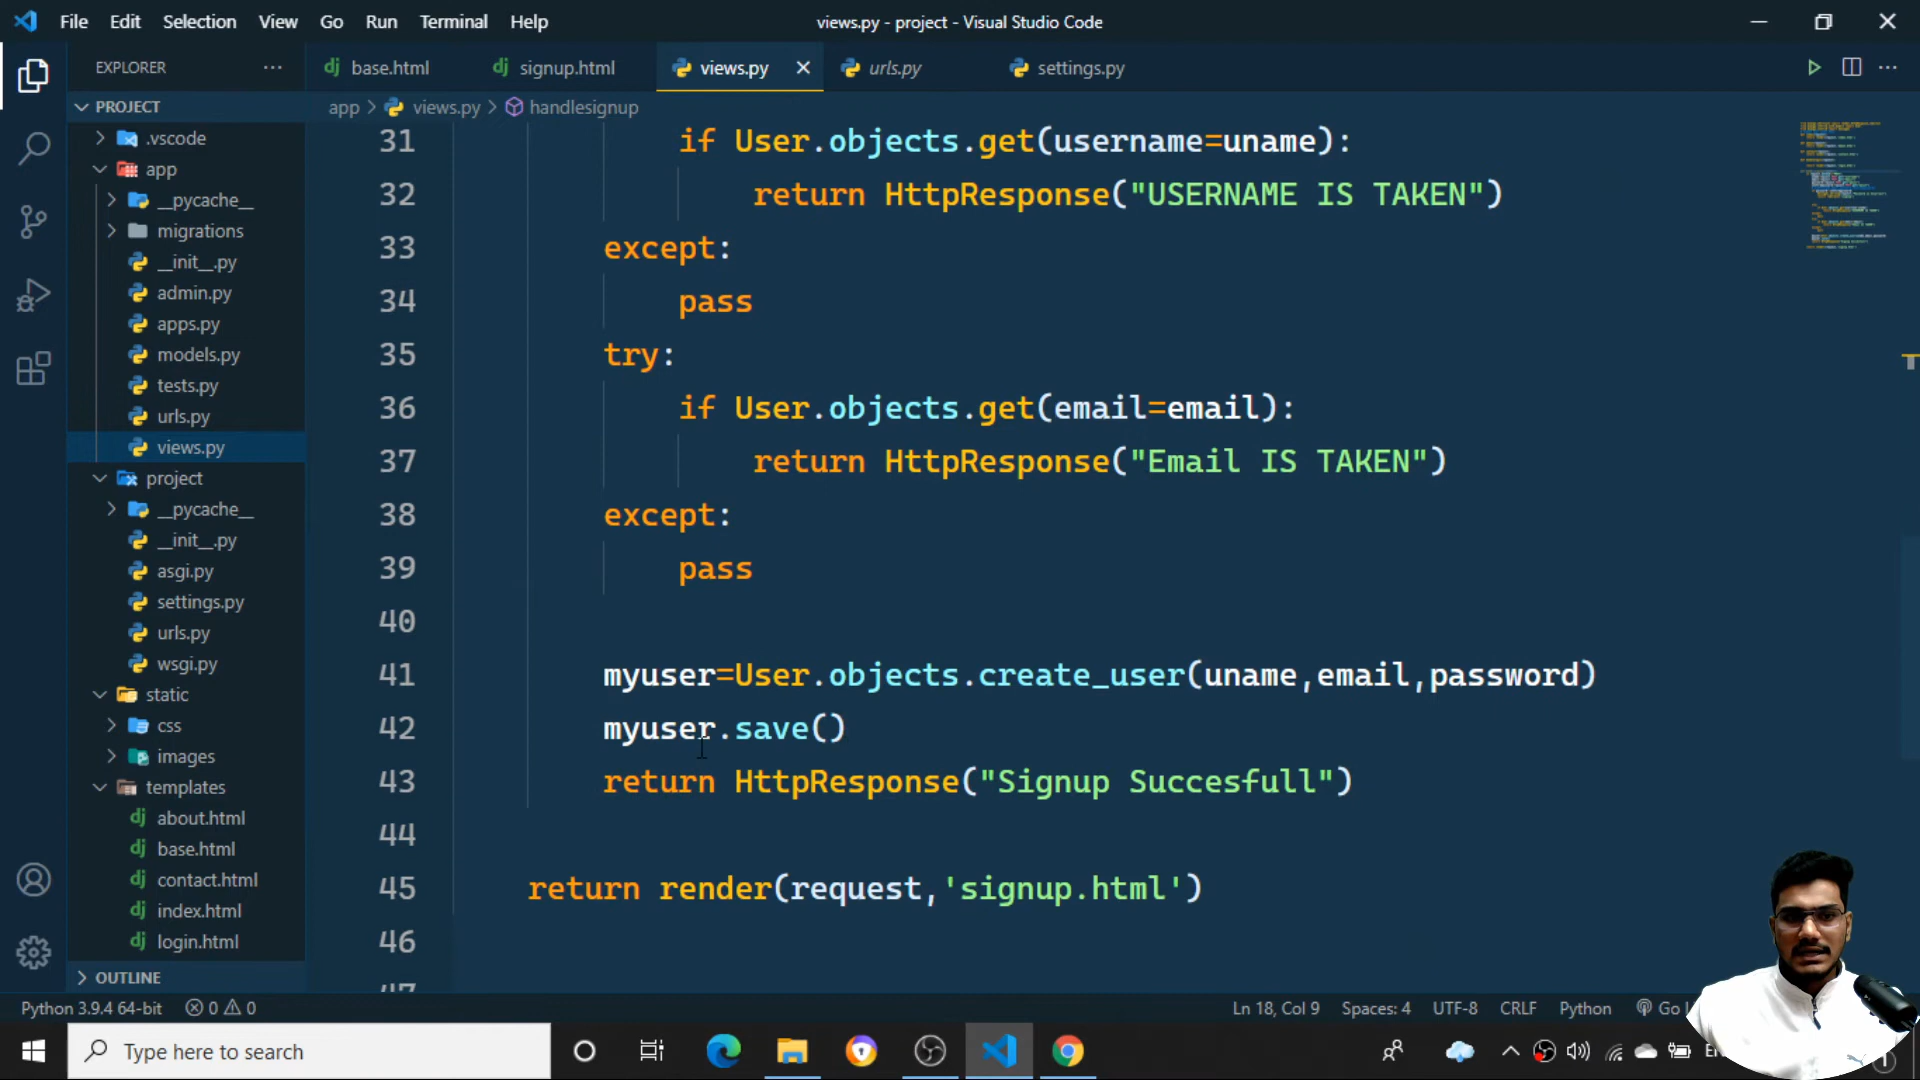 File Edit Selection View Go Run Terminal Help
views.py - project - Visual Studio Code
EXPLORER ···
base.html
signup.html
views.py
urls.py
settings.py
PROJECT
app > views.py > handlesignup
.vscode
app
__pycache__
migrations
__init__.py
admin.py
apps.py
models.py
tests.py
urls.py
views.py
project
__pycache__
__init__.py
asgi.py
settings.py
urls.py
wsgi.py
static
css
images
templates
about.html
base.html
contact.html
index.html
login.html
OUTLINE
31 if User.objects.get(username=uname):
32 return HttpResponse("USERNAME IS TAKEN")
33 except:
34 pass
35 try:
36 if User.objects.get(email=email):
37 return HttpResponse("Email IS TAKEN")
38 except:
39 pass
40
41 myuser=User.objects.create_user(uname,email,password)
42 myuser.save()
43 return HttpResponse("Signup Succesfull")
44
45 return render(request,'signup.html')
46
47
Python 3.9.4 64-bit 0 0
Ln 18, Col 9 Spaces: 4 UTF-8 CRLF Python Go
Type here to search